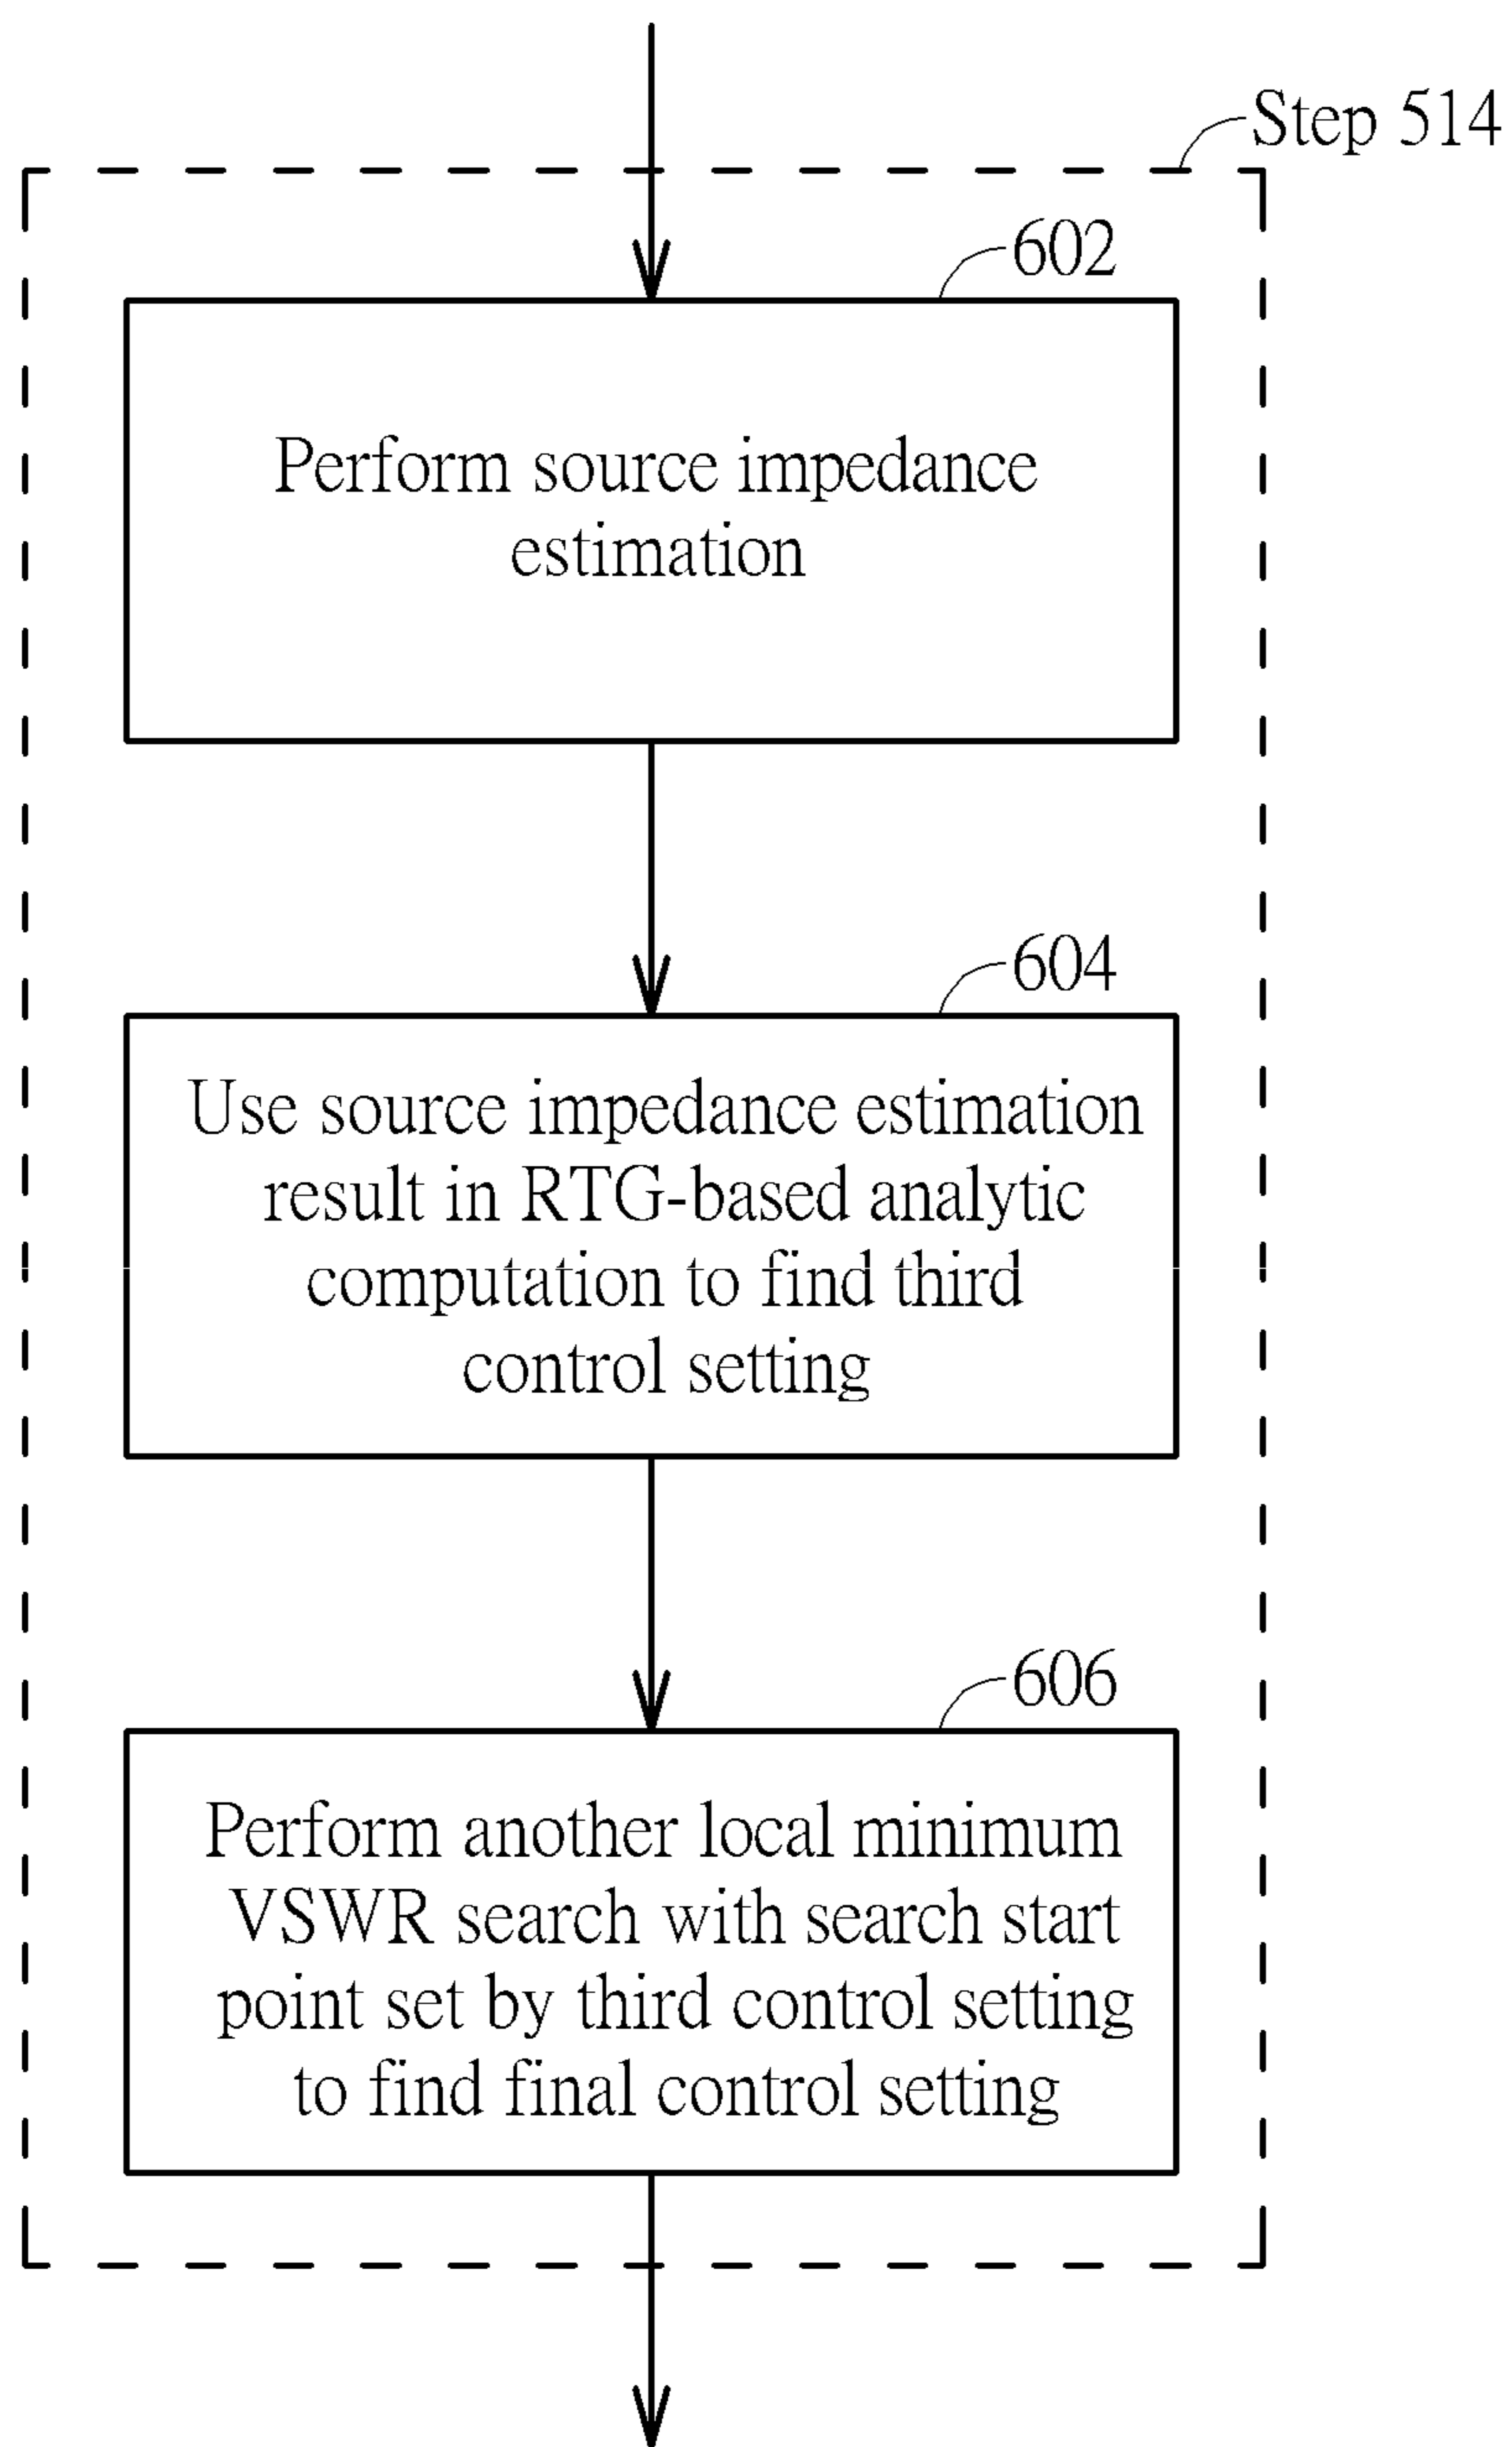 Step 514
602
Perform source impedance
estimation
604
Use source impedance estimation
result in RTG-based analytic
computation to find third
control setting
606
Perform another local minimum
VSWR search with search start
point set by third control setting
to find final control setting